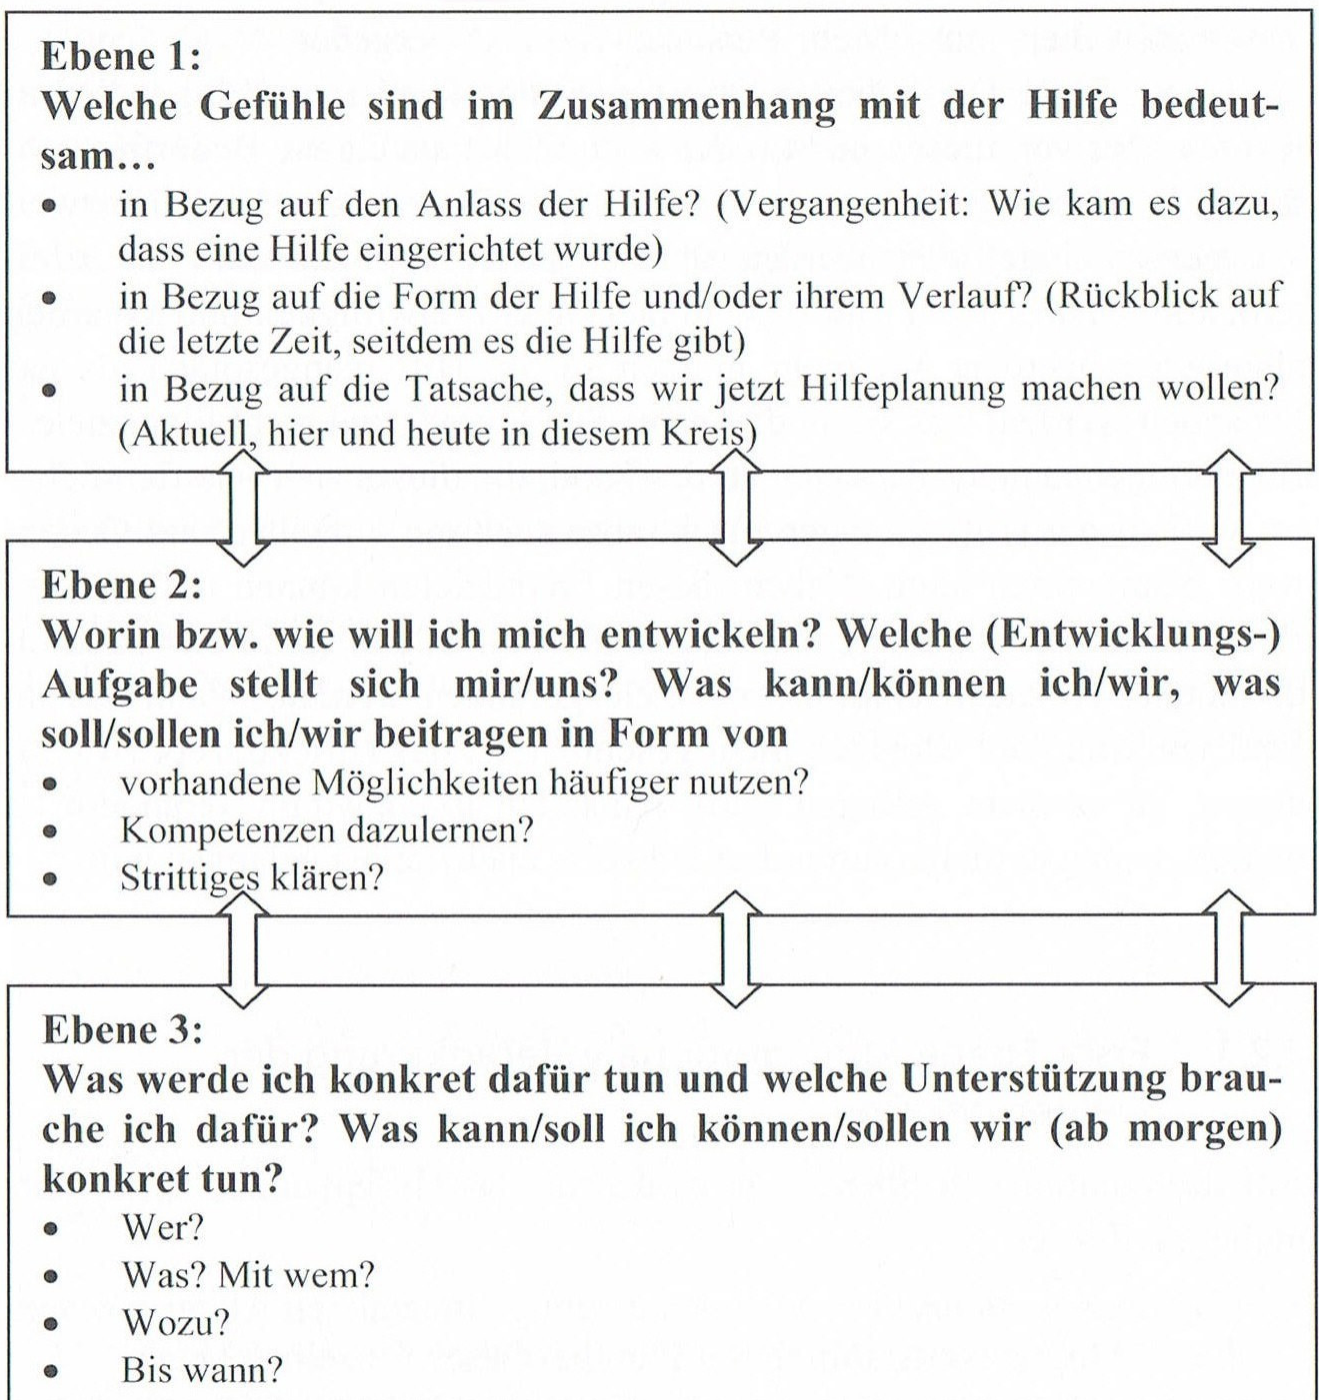 Ebene 1:
Welche Gefühle sind im Zusammenhang mit der Hilfe bedeut-
sam...
• in Bezug auf den Anlass der Hilfe? (Vergangenheit: Wie kam es dazu,
dass eine Hilfe eingerichtet wurde)
• in Bezug auf die Form der Hilfe und/oder ihrem Verlauf? (Rückblick auf
die letzte Zeit, seitdem es die Hilfe gibt)
• in Bezug auf die Tatsache, dass wir jetzt Hilfeplanung machen wollen?
(Aktuell, hier und heute in diesem Kreis)
Ebene 2:
Worin bzw. wie will ich mich entwickeln? Welche (Entwicklungs-)
Aufgabe stellt sich mir/uns? Was kann/können ich/wir, was
soll/sollen ich/wir beitragen in Form von
• vorhandene Möglichkeiten häufiger nutzen?
• Kompetenzen dazulernen?
• Strittiges klären?
Ebene 3:
Was werde ich konkret dafür tun und welche Unterstützung brau-
che ich dafür? Was kann/soll ich können/sollen wir (ab morgen)
konkret tun?
• Wer?
• Was? Mit wem?
• Wozu?
• Bis wann?